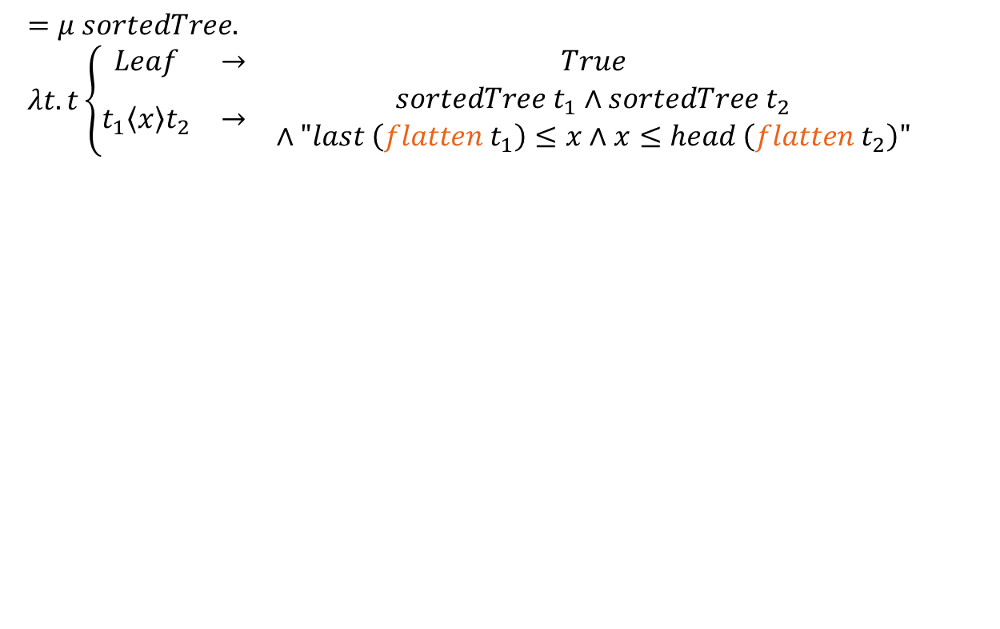 = μ sortedTree.
λt. t { Leaf → True
t₁⟨x⟩t₂ → sortedTree t₁ ∧ sortedTree t₂
∧ "last (flatten t₁) ≤ x ∧ x ≤ head (flatten t₂)"